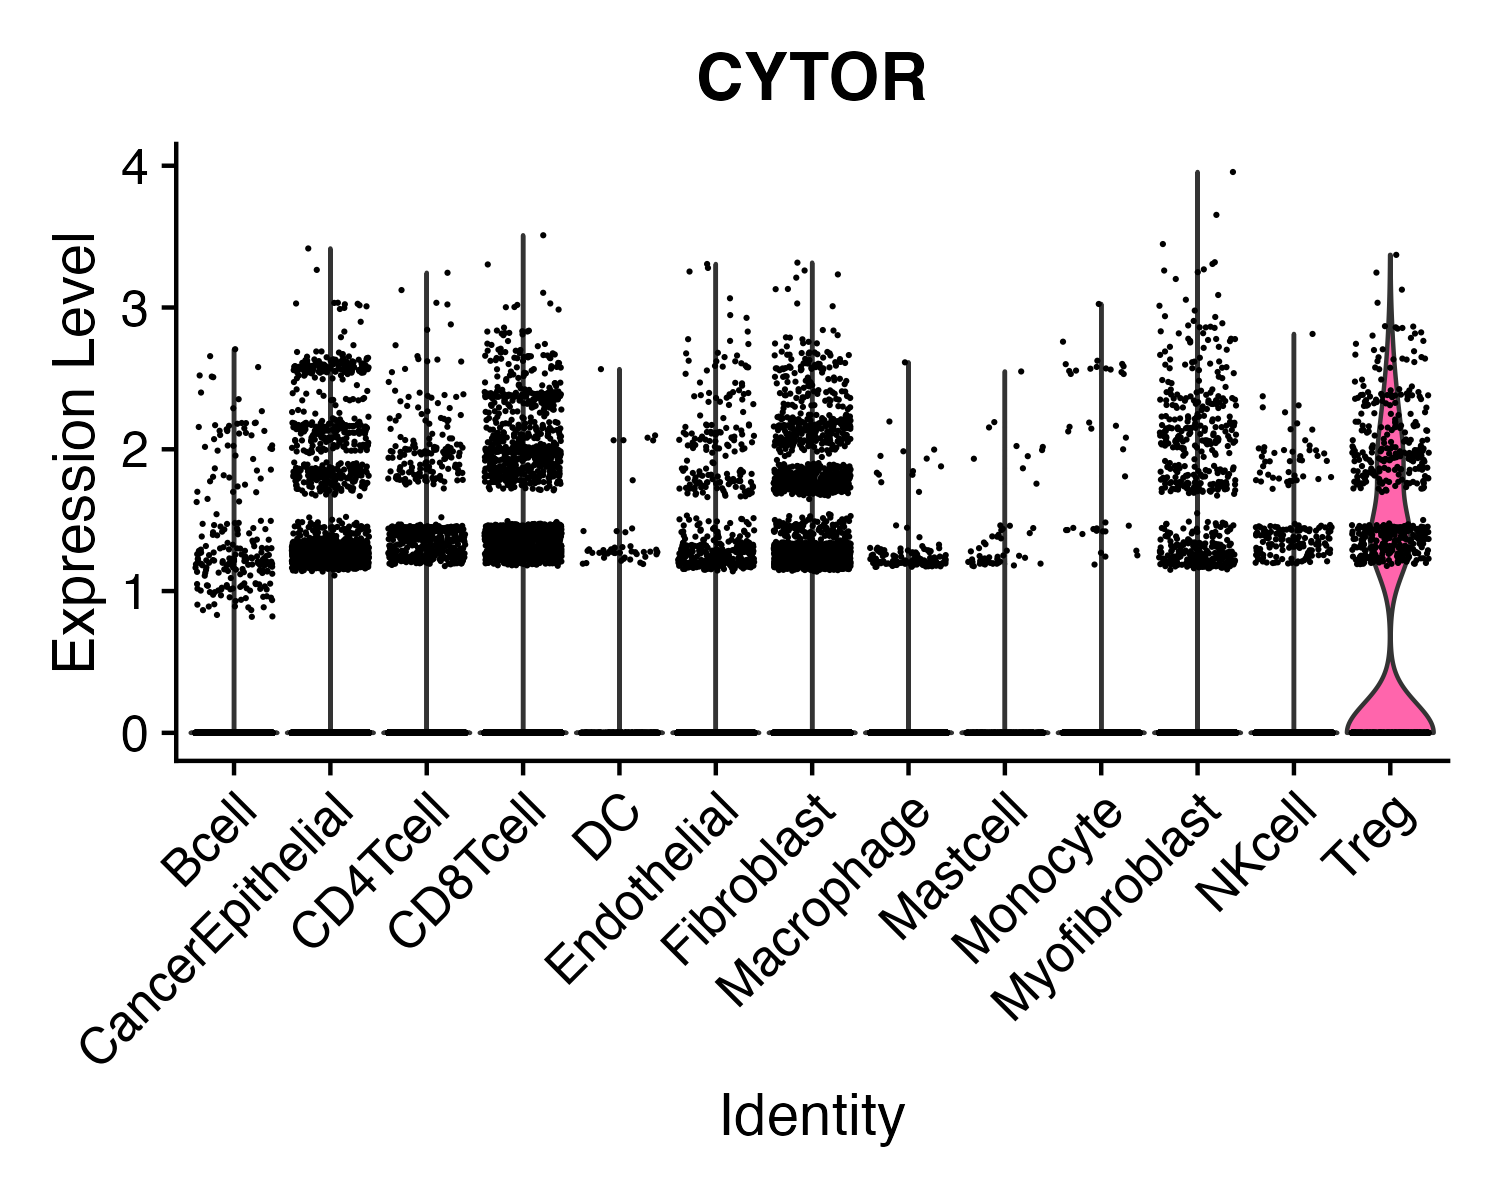 CYTOR
Expression Level
4
3
2
1
0
Bcell
CancerEpithelial
CD4Tcell
CD8Tcell
DC
Endothelial
Fibroblast
Macrophage
Mastcell
Monocyte
Myofibroblast
NKcell
Treg
Identity